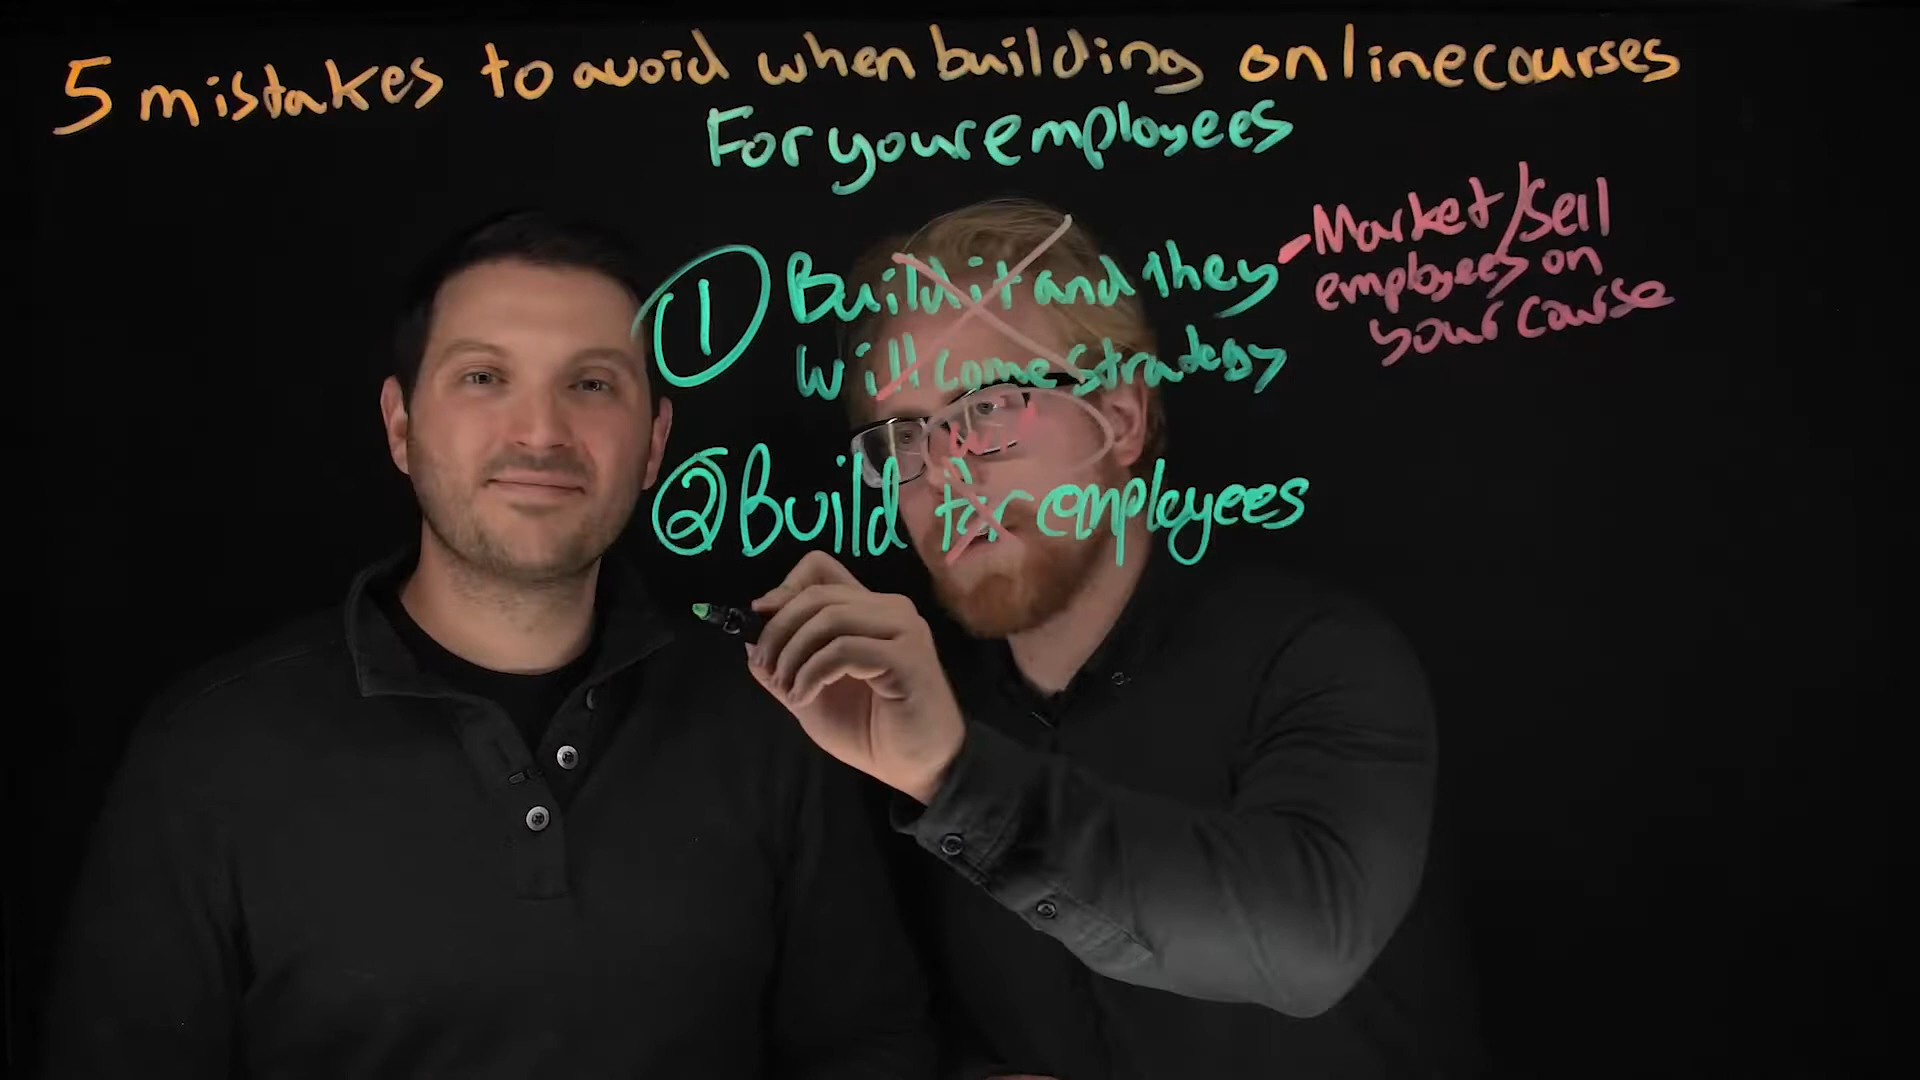 5 mistakes to avoid when building online courses
For your employees
① Build it and they
will come strategy
- Market/Sell
employees on
your course
with
② Build for employees